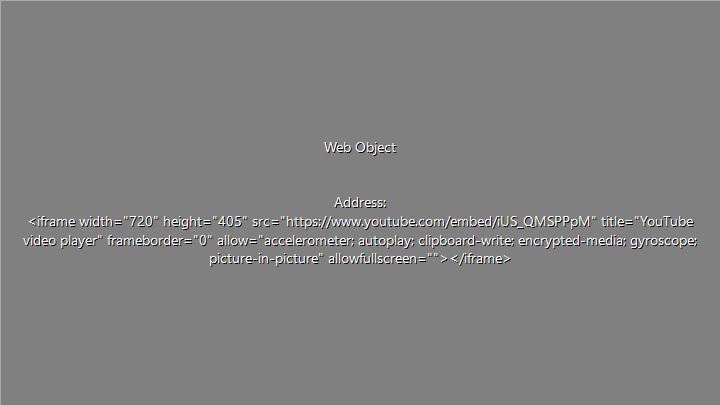 Web Object
Address:
<iframe width="720" height="405" src="https://www.youtube.com/embed/iUS_QMSPPpM" title="YouTube
video player" frameborder="0" allow="accelerometer; autoplay; clipboard-write; encrypted-media; gyroscope;
picture-in-picture" allowfullscreen=""></iframe>